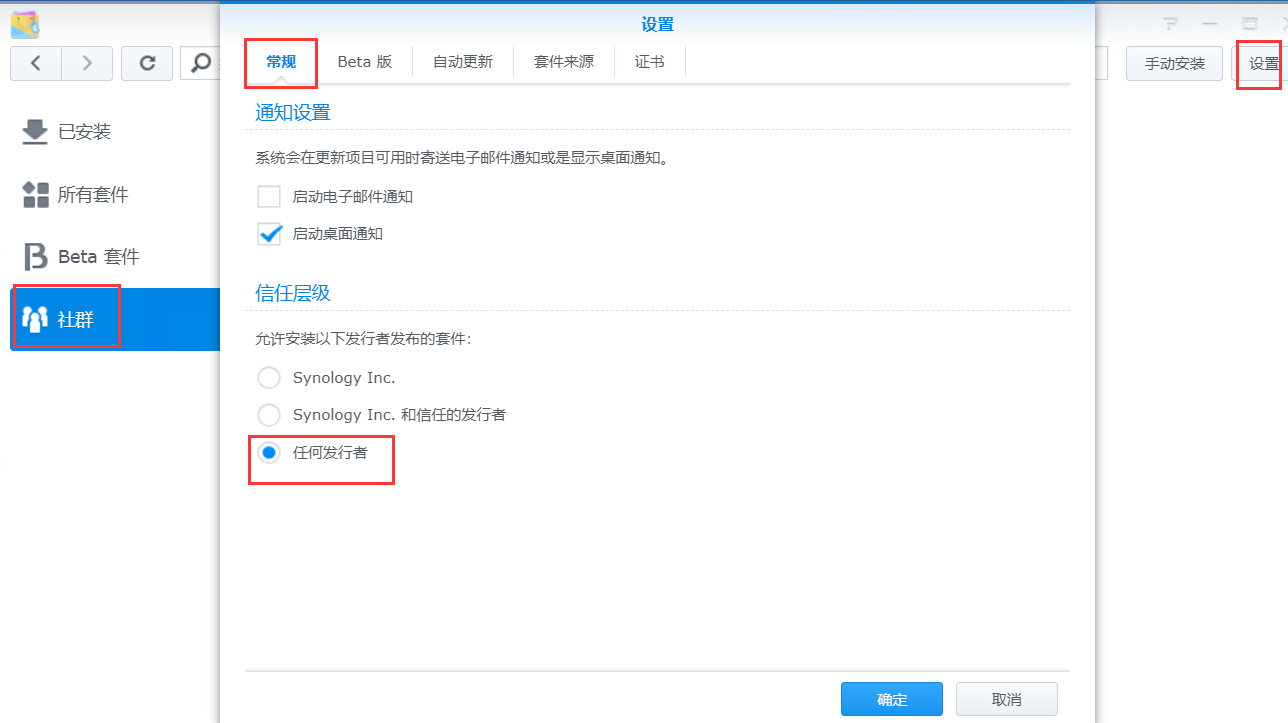 设置
常规
Beta 版
自动更新
套件来源
证书
手动安装
设置
已安装
所有套件
Beta 套件
社群
通知设置
系统会在更新项目可用时寄送电子邮件通知或是显示桌面通知。
启动电子邮件通知
启动桌面通知
信任层级
允许安装以下发行者发布的套件:
Synology Inc.
Synology Inc. 和信任的发行者
任何发行者
确定
取消